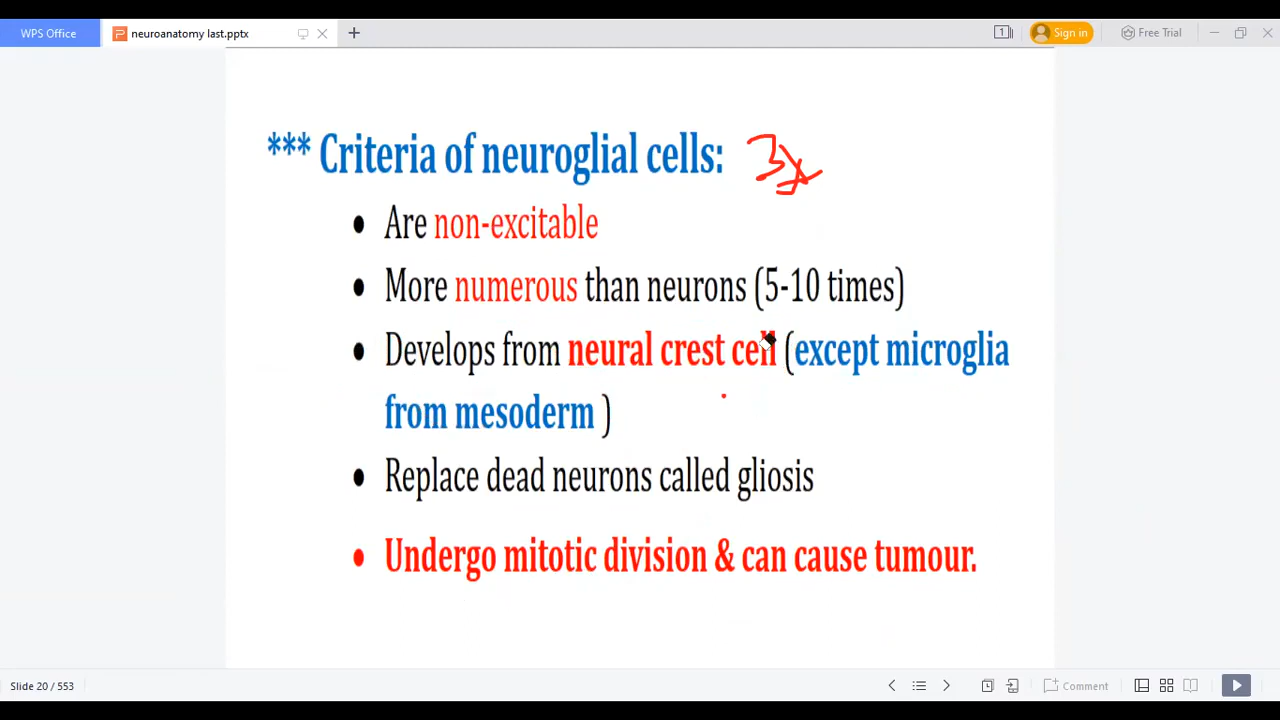 WPS Office
neuroanatomy last.pptx
1
Sign in
Free Trial
*** Criteria of neuroglial cells:
• Are non-excitable
• More numerous than neurons (5-10 times)
• Develops from neural crest cell (except microglia
from mesoderm )
• Replace dead neurons called gliosis
• Undergo mitotic division & can cause tumour.
Slide 20 / 553
Comment